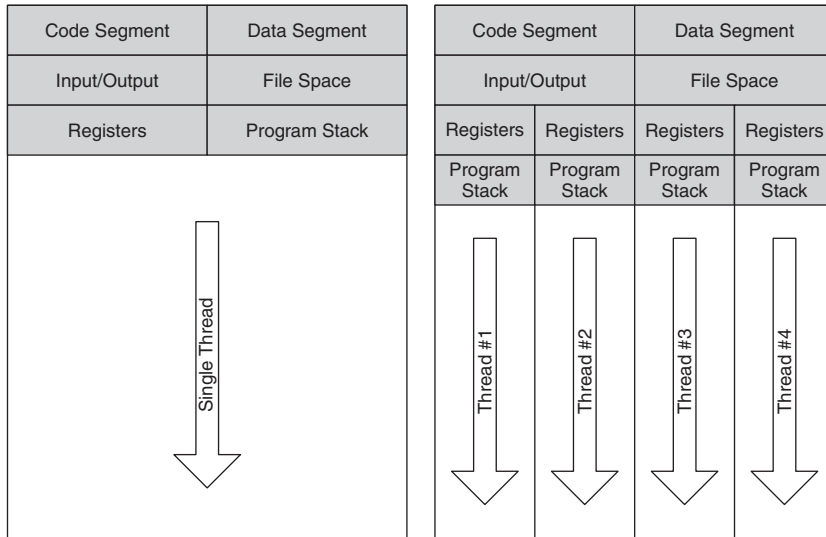 Code Segment
Data Segment
Input/Output
File Space
Registers
Program Stack
Single Thread
Code Segment
Data Segment
Input/Output
File Space
Registers
Registers
Registers
Registers
Program
Stack
Program
Stack
Program
Stack
Program
Stack
Thread #1
Thread #2
Thread #3
Thread #4